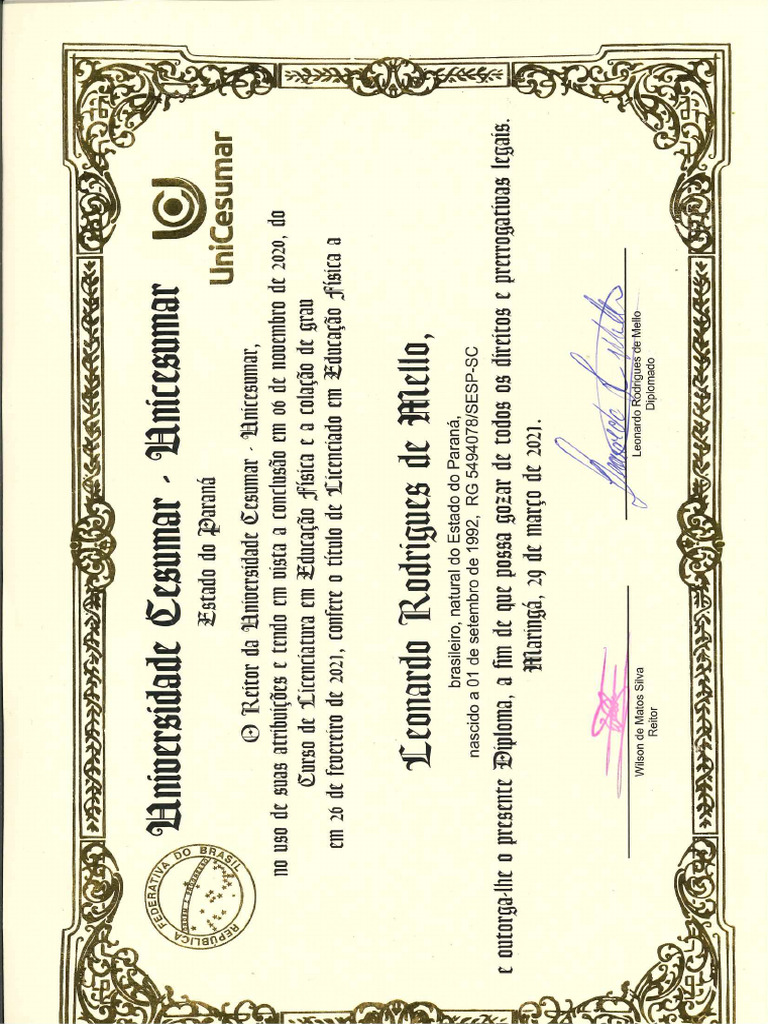 REPÚBLICA FEDERATIVA DO BRASIL
ORDEM E PROGRESSO
Universidade Cesumar - Unicesumar
Estado do Paraná
UniCesumar
O Reitor da Universidade Cesumar - Unicesumar,
no uso de suas atribuições e tendo em vista a conclusão em 06 de novembro de 2020, do
Curso de Licenciatura em Educação Física e a colação de grau
em 26 de fevereiro de 2021, confere o título de Licenciado em Educação Física a
Leonardo Rodrigues de Mello,
brasileiro, natural do Estado do Paraná,
nascido a 01 de setembro de 1992, RG 5494078/SESP-SC
e outorga-lhe o presente Diploma, a fim de que possa gozar de todos os direitos e prerrogativas legais.
Maringá, 29 de março de 2021.
Wilson de Matos Silva
Reitor
Leonardo Rodrigues de Mello
Diplomado